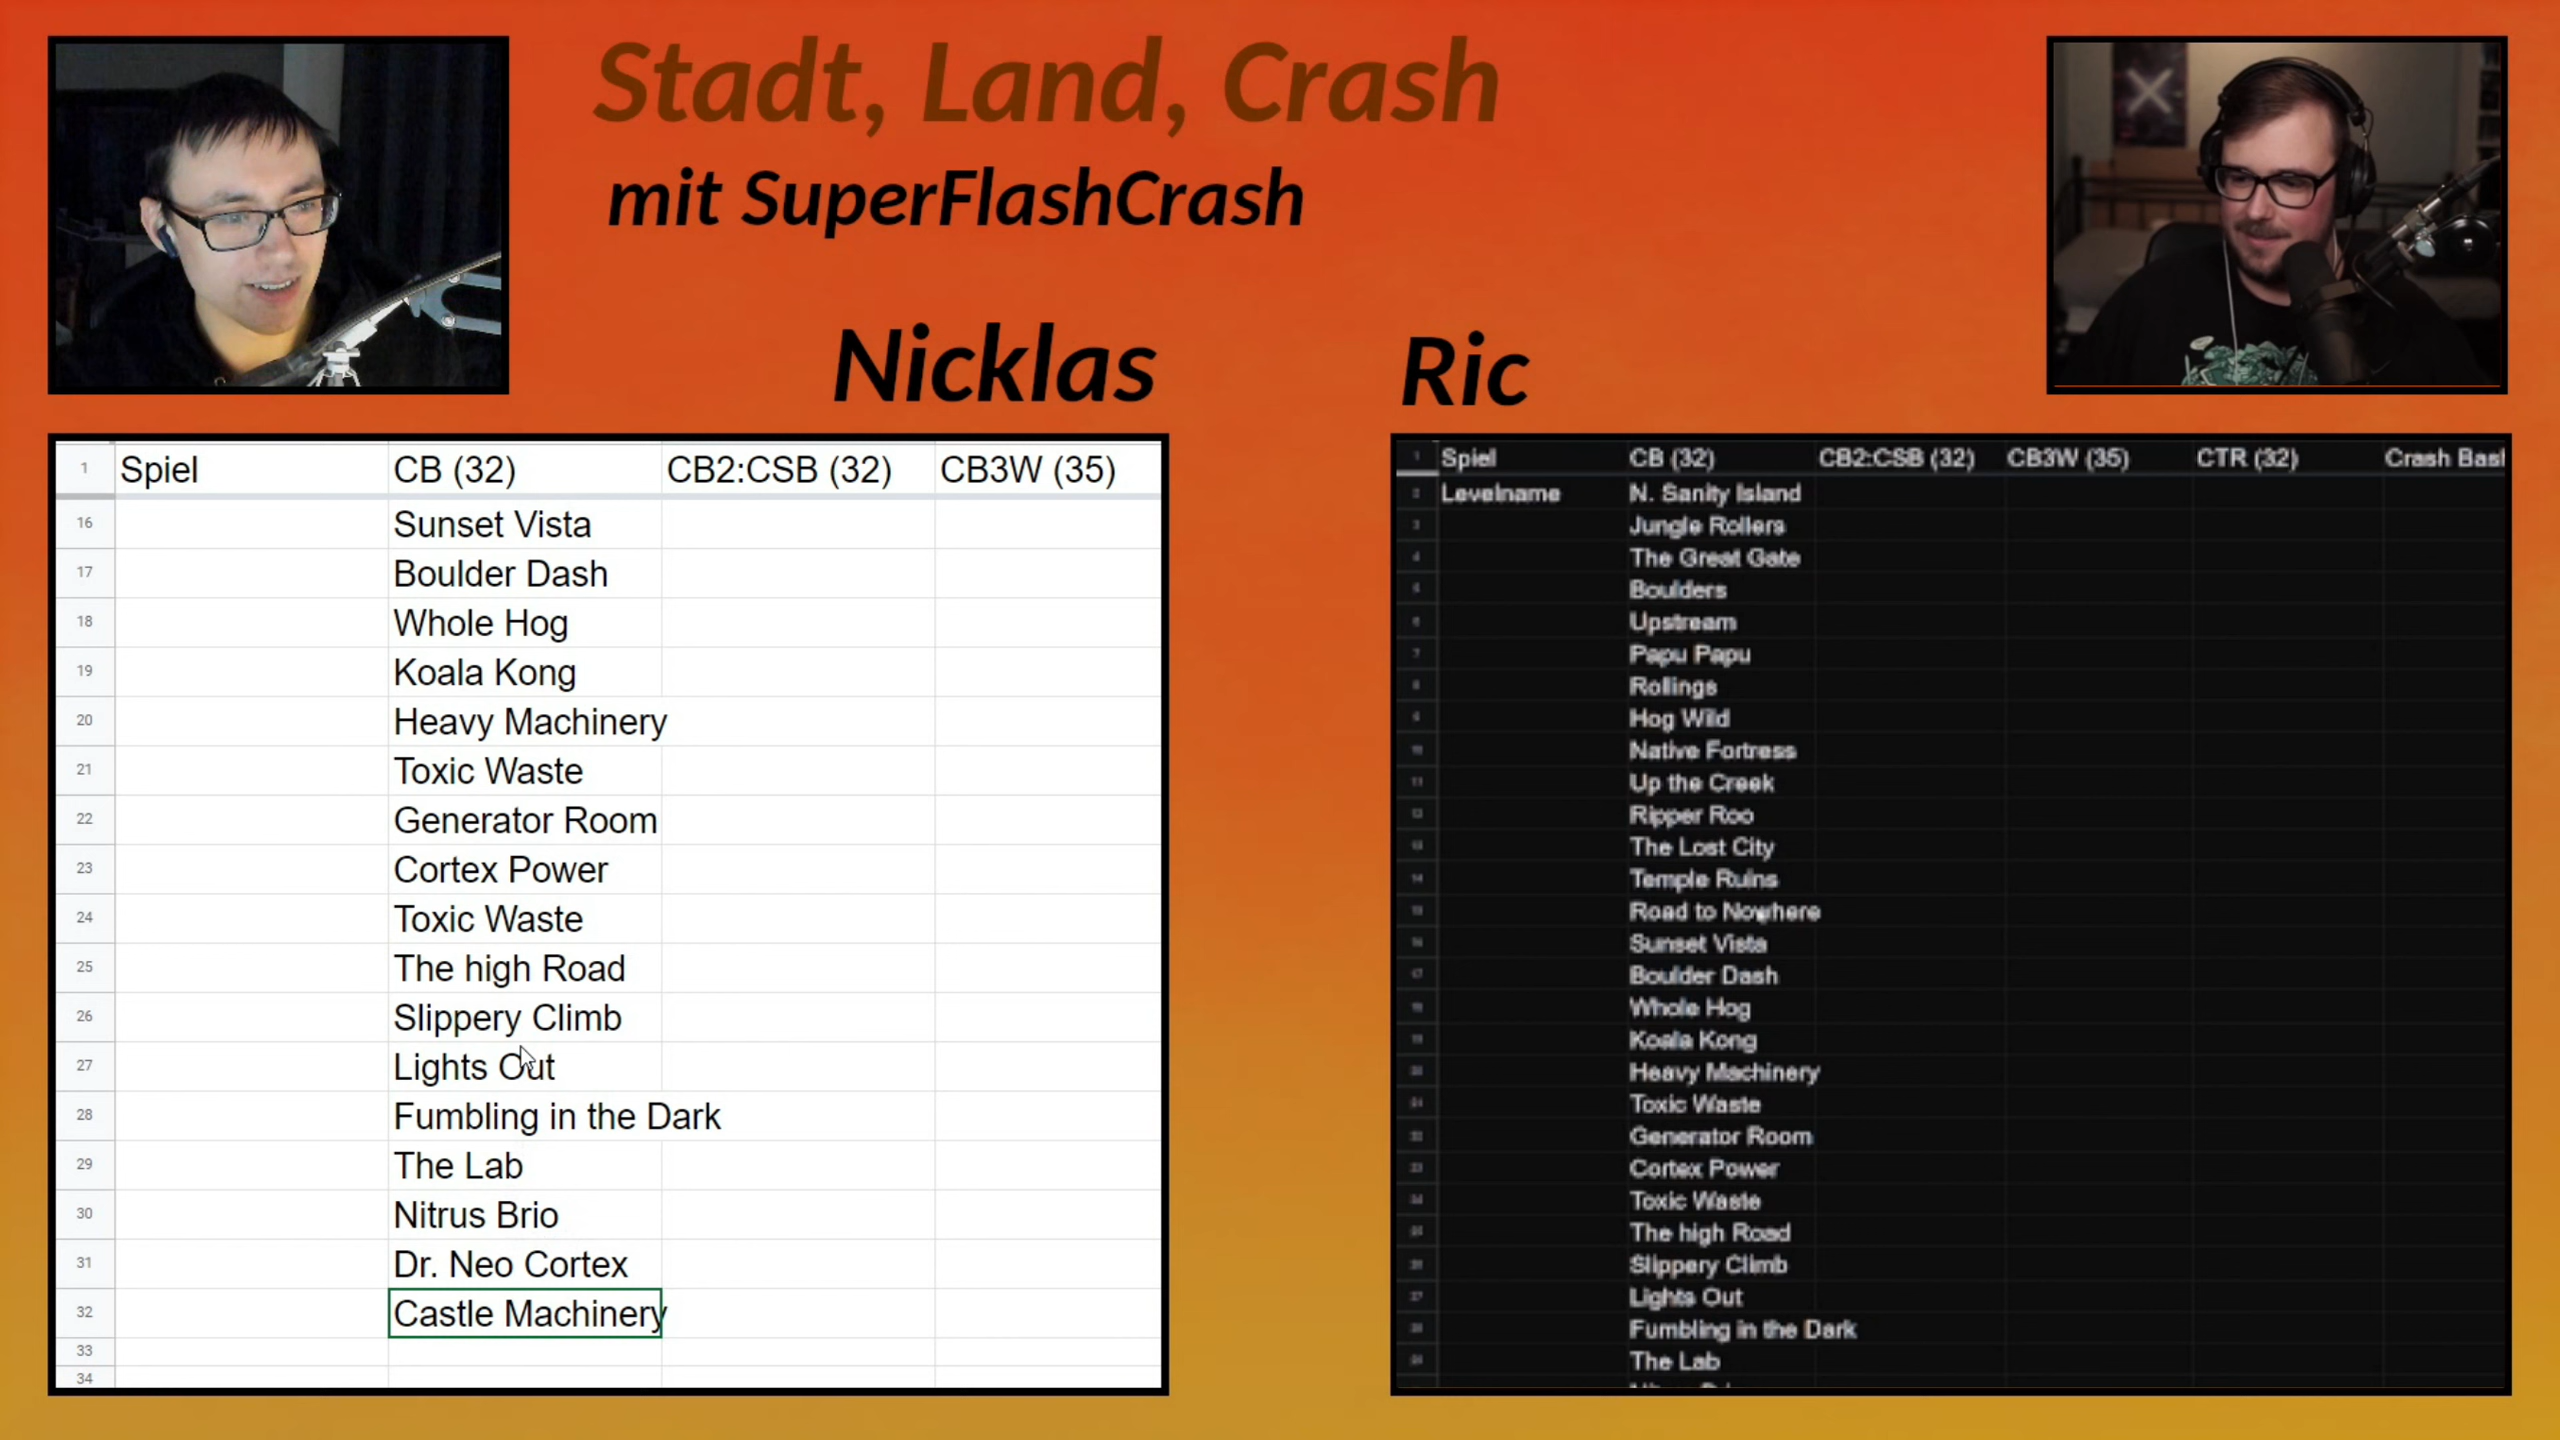 Stadt, Land, Crash
mit SuperFlashCrash
Nicklas
Ric
1 Spiel CB (32) CB2:CSB (32) CB3W (35)
16 Sunset Vista
17 Boulder Dash
18 Whole Hog
19 Koala Kong
20 Heavy Machinery
21 Toxic Waste
22 Generator Room
23 Cortex Power
24 Toxic Waste
25 The high Road
26 Slippery Climb
27 Lights Out
28 Fumbling in the Dark
29 The Lab
30 Nitrus Brio
31 Dr. Neo Cortex
32 Castle Machinery
33
34
Spiel CB (32) CB2:CSB (32) CB3W (35) CTR (32) Crash Bas
Levelname N. Sanity Island
Jungle Rollers
The Great Gate
Boulders
Upstream
Papu Papu
Rollings
Hog Wild
Native Fortress
Up the Creek
Ripper Roo
The Lost City
Temple Ruins
Road to Nowhere
Sunset Vista
Boulder Dash
Whole Hog
Koala Kong
Heavy Machinery
Toxic Waste
Generator Room
Cortex Power
Toxic Waste
The high Road
Slippery Climb
Lights Out
Fumbling in the Dark
The Lab